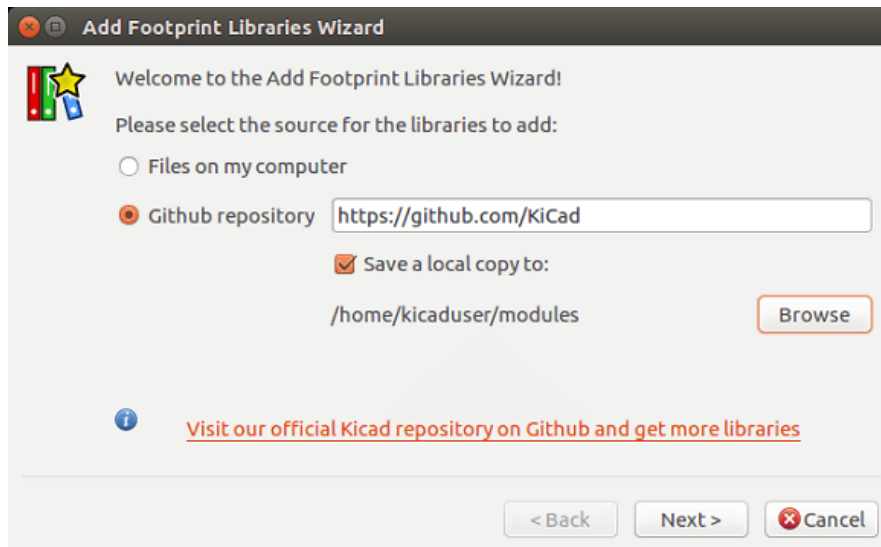 Add Footprint Libraries Wizard
Welcome to the Add Footprint Libraries Wizard!
Please select the source for the libraries to add:
Files on my computer
Github repository https://github.com/KiCad
Save a local copy to:
/home/kicaduser/modules Browse
Visit our official Kicad repository on Github and get more libraries
< Back Next > Cancel